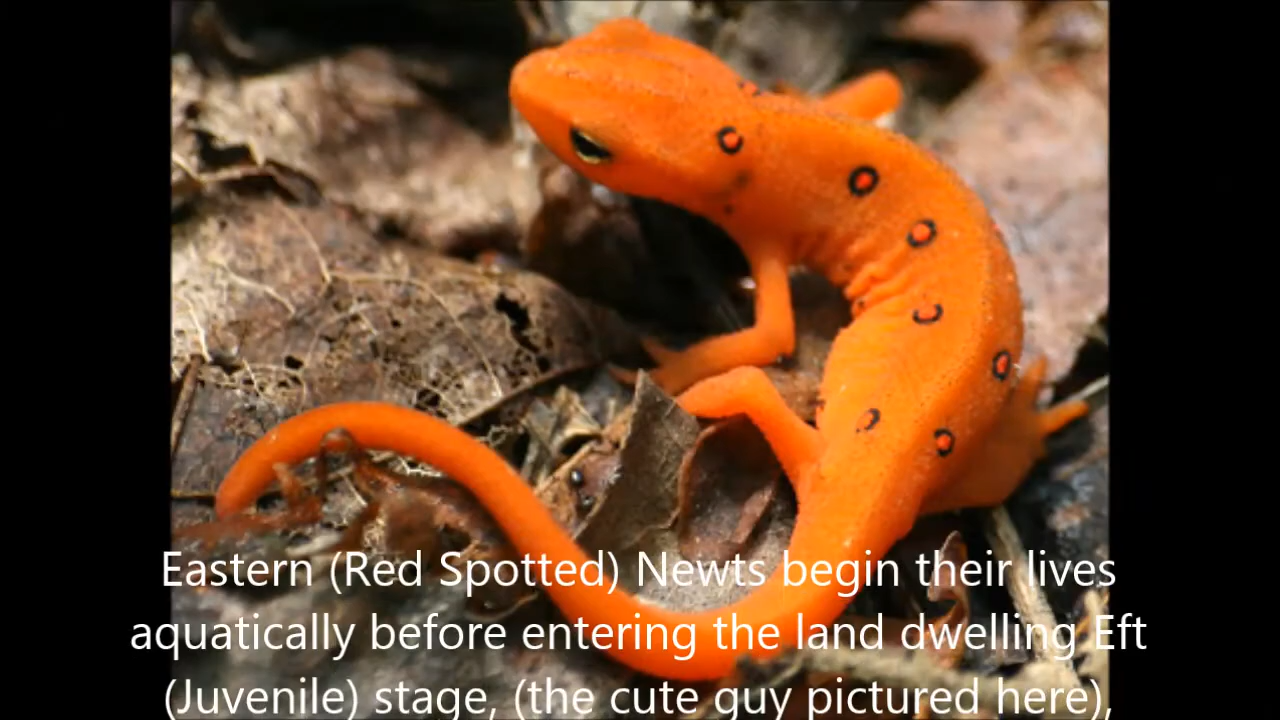 Eastern (Red Spotted) Newts begin their lives
aquatically before entering the land dwelling Eft
(Juvenile) stage, (the cute guy pictured here),